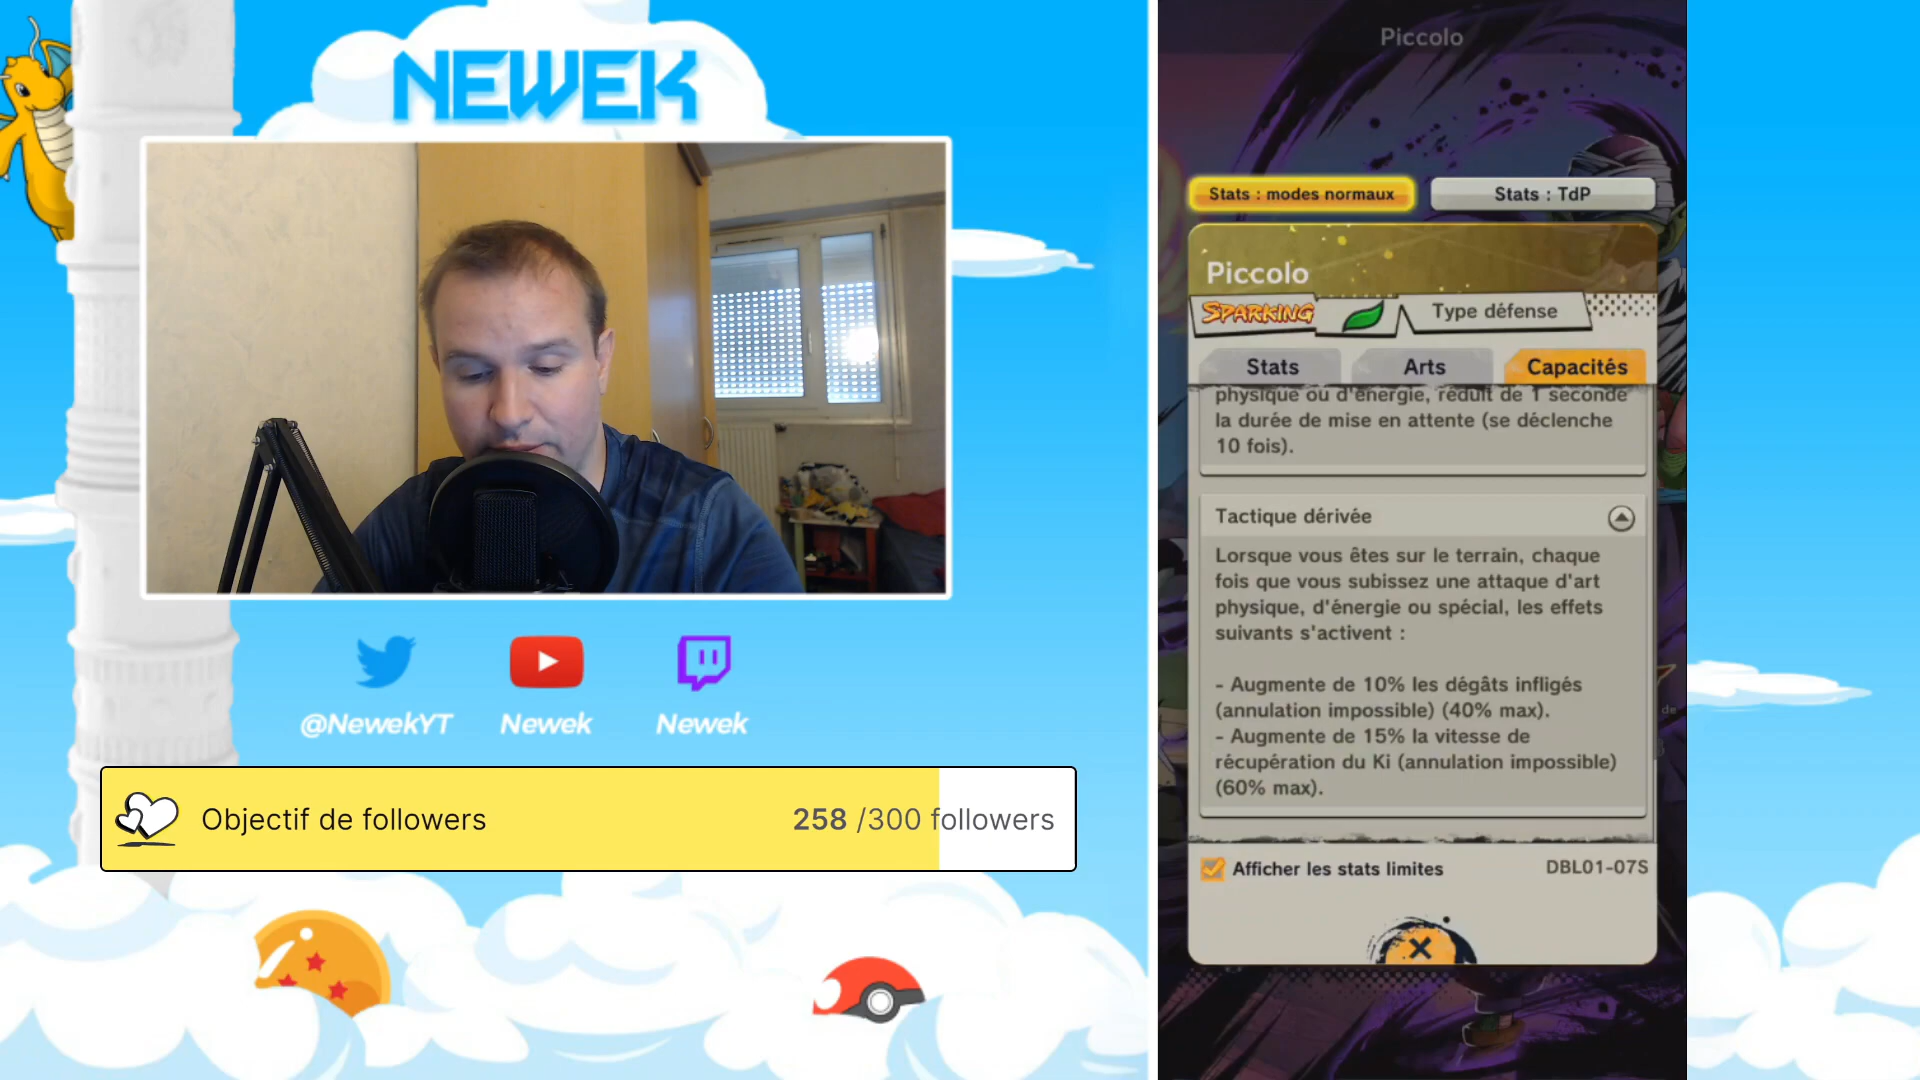 NEWEK
@NewekYT
Newek
Newek
Objectif de followers
258 /300 followers
Piccolo
Stats : modes normaux
Stats : TdP
Piccolo
SPARKING
Type défense
Stats
Arts
Capacités
physique ou d'énergie, réduit de 1 seconde
la durée de mise en attente (se déclenche
10 fois).
Tactique dérivée
Lorsque vous êtes sur le terrain, chaque
fois que vous subissez une attaque d'art
physique, d'énergie ou spécial, les effets
suivants s'activent :
- Augmente de 10% les dégâts infligés
(annulation impossible) (40% max).
- Augmente de 15% la vitesse de
récupération du Ki (annulation impossible)
(60% max).
de
Afficher les stats limites
DBL01-07S